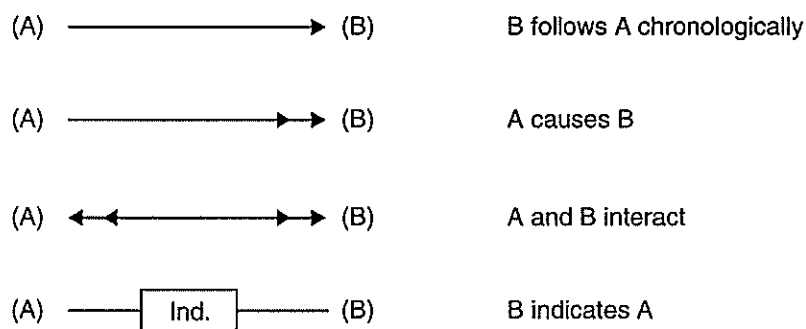 (A) (B) B follows A chronologically
(A) (B) A causes B
(A) (B) A and B interact
(A) Ind. (B) B indicates A